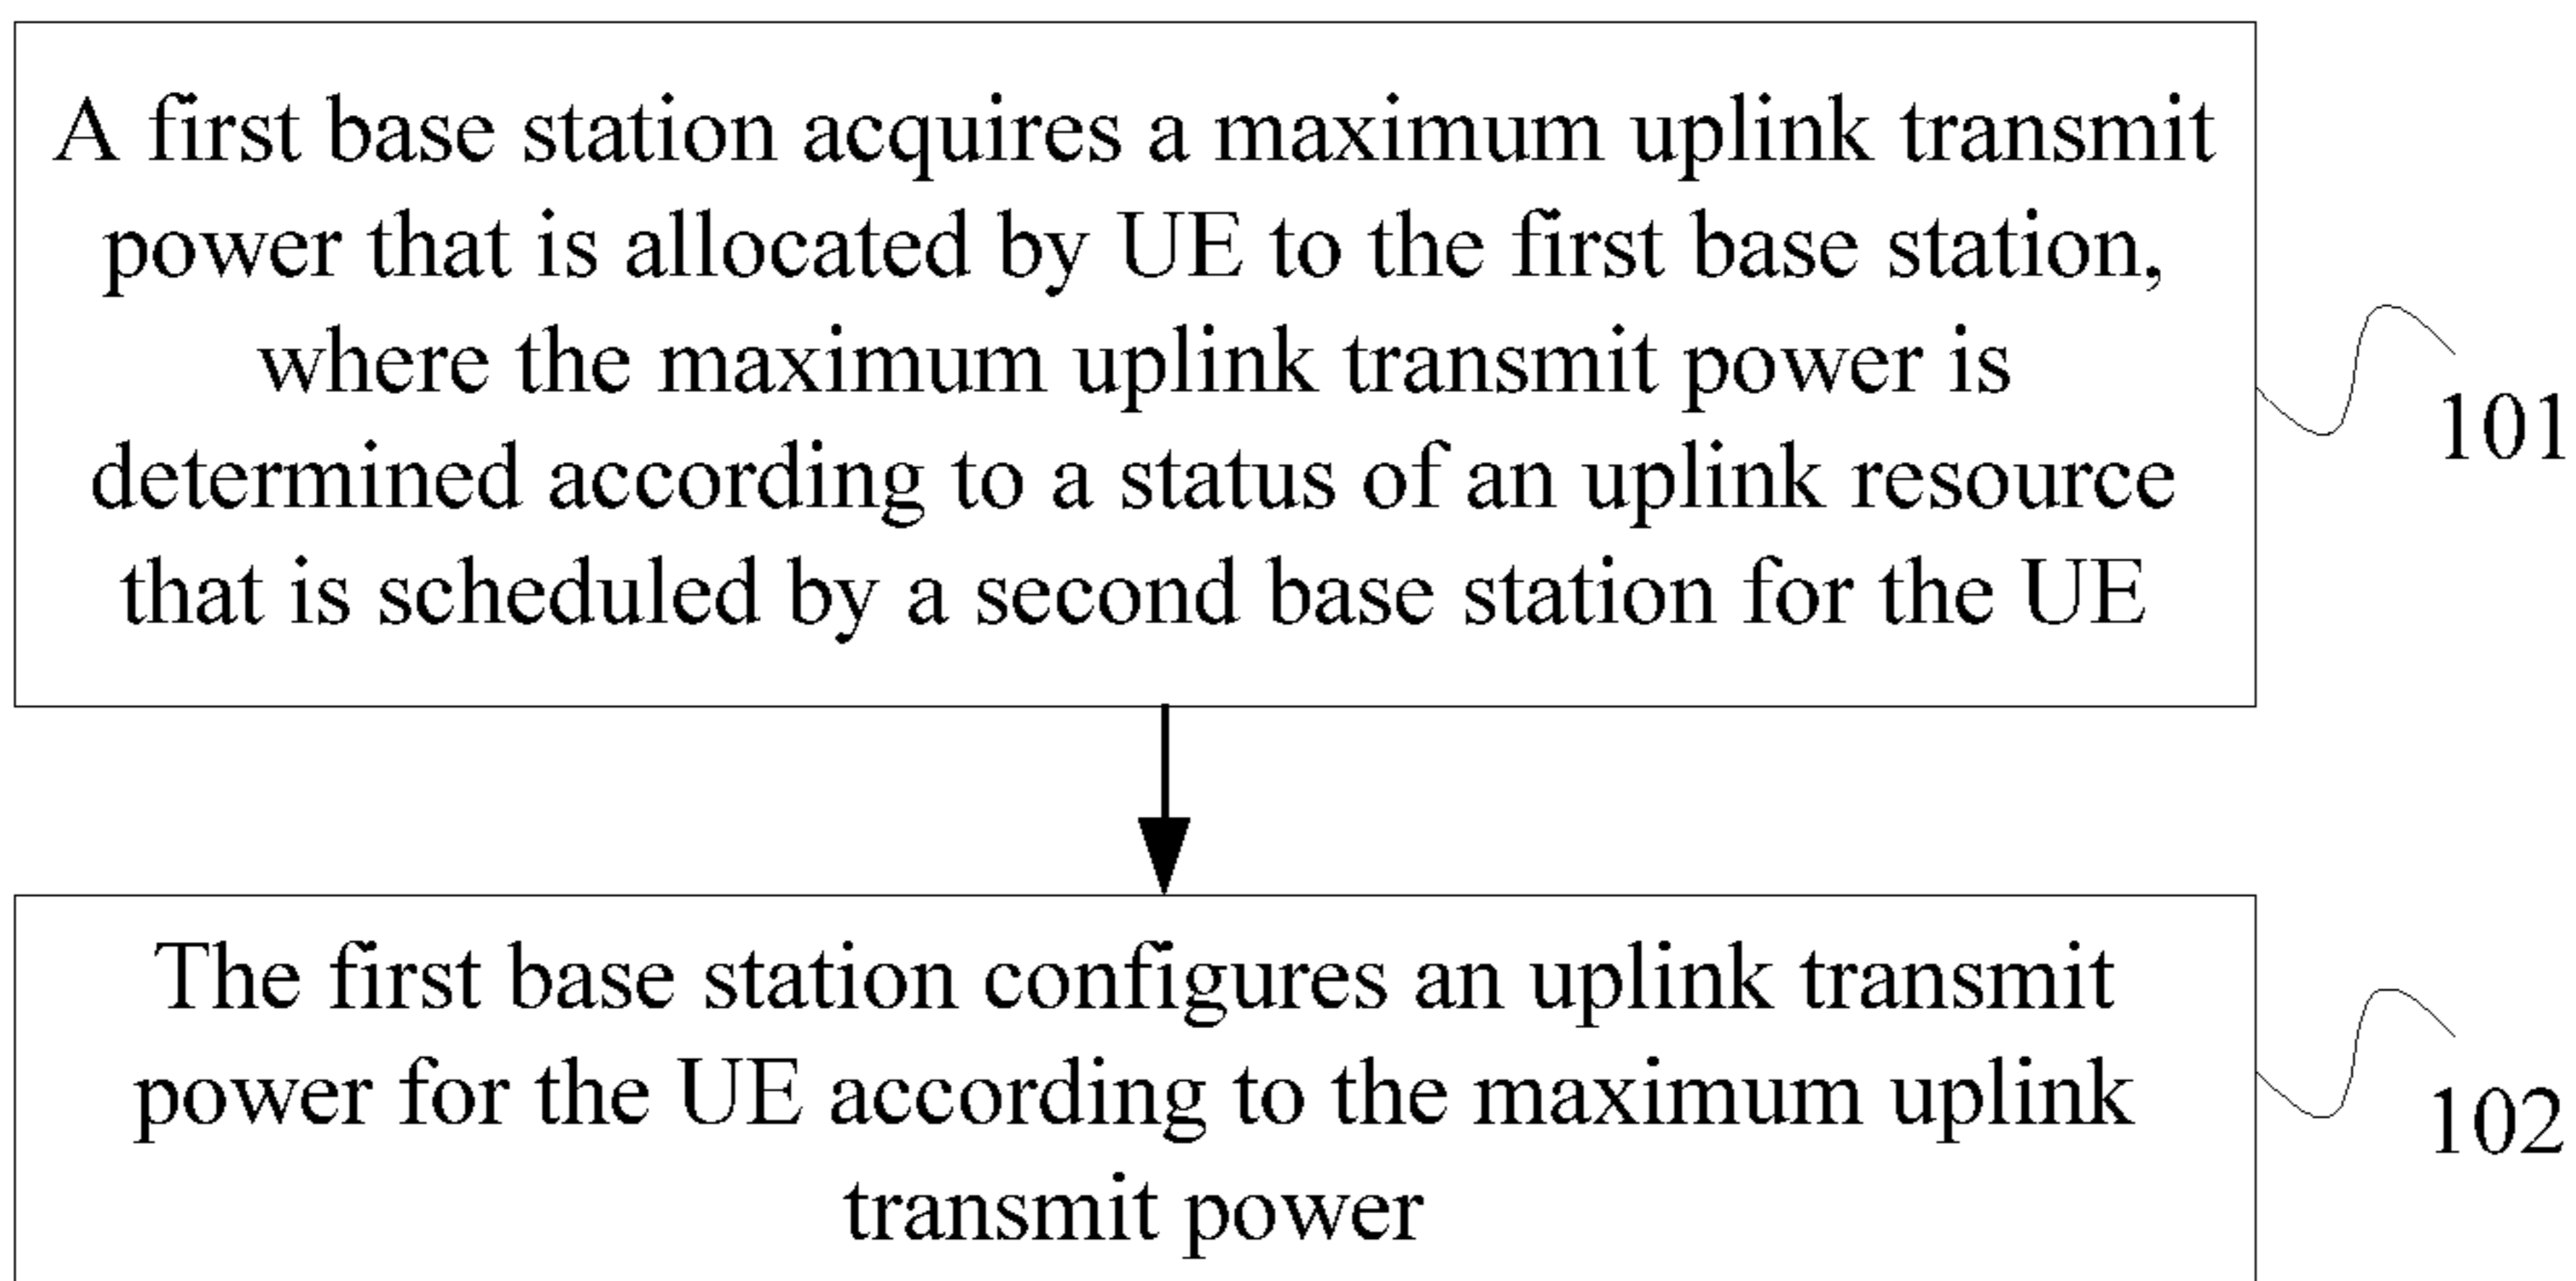 A first base station acquires a maximum uplink transmit
power that is allocated by UE to the first base station,
where the maximum uplink transmit power is
determined according to a status of an uplink resource
that is scheduled by a second base station for the UE
101
The first base station configures an uplink transmit
power for the UE according to the maximum uplink
transmit power
102